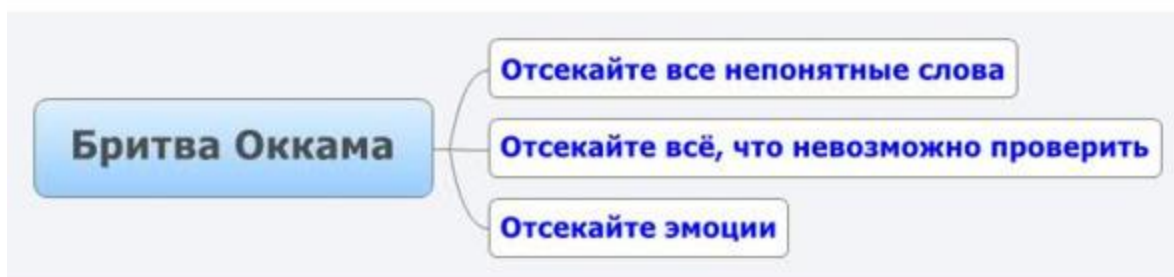 Отсекайте все непонятные слова
Бритва Оккама
Отсекайте всё, что невозможно проверить
Отсекайте эмоции